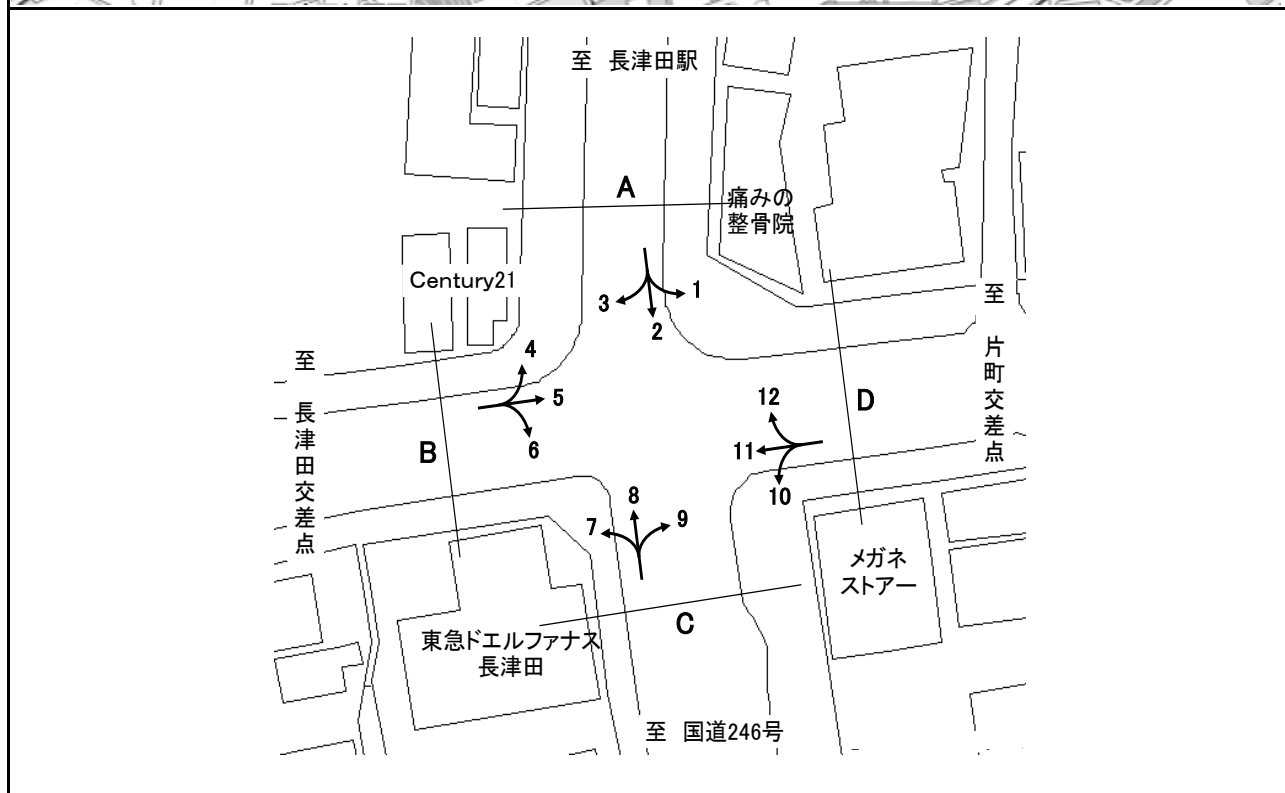 至 長津田駅
A
痛みの
整骨院
Century21
1
2
3
至 長津田交差点
4
5
6
B
至 片町交差点
12
11
10
D
7
8
9
C
メガネ
ストアー
東急ドエルファナス
長津田
至 国道246号